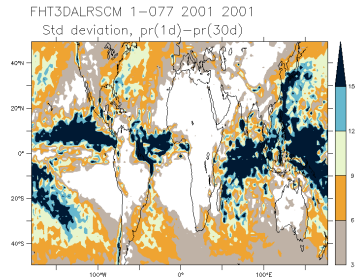 FHT3DALRSCM 1-077 2001 2001
Std deviation, pr(1d)-pr(30d)
40°N
20°N
0°
20°S
40°S
100°W
0°
100°E
15
12
9
6
3